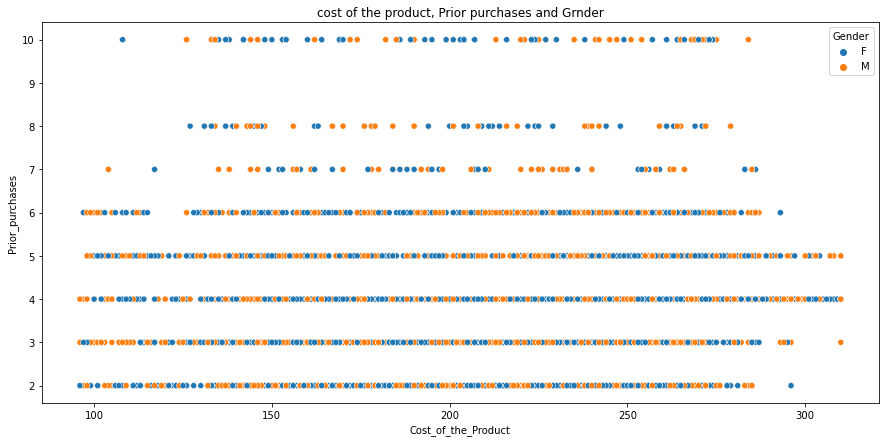 cost of the product, Prior purchases and Grnder
Gender
F
M
Prior_purchases
10
9
8
7
6
5
4
3
2
100
150
200
250
300
Cost_of_the_Product